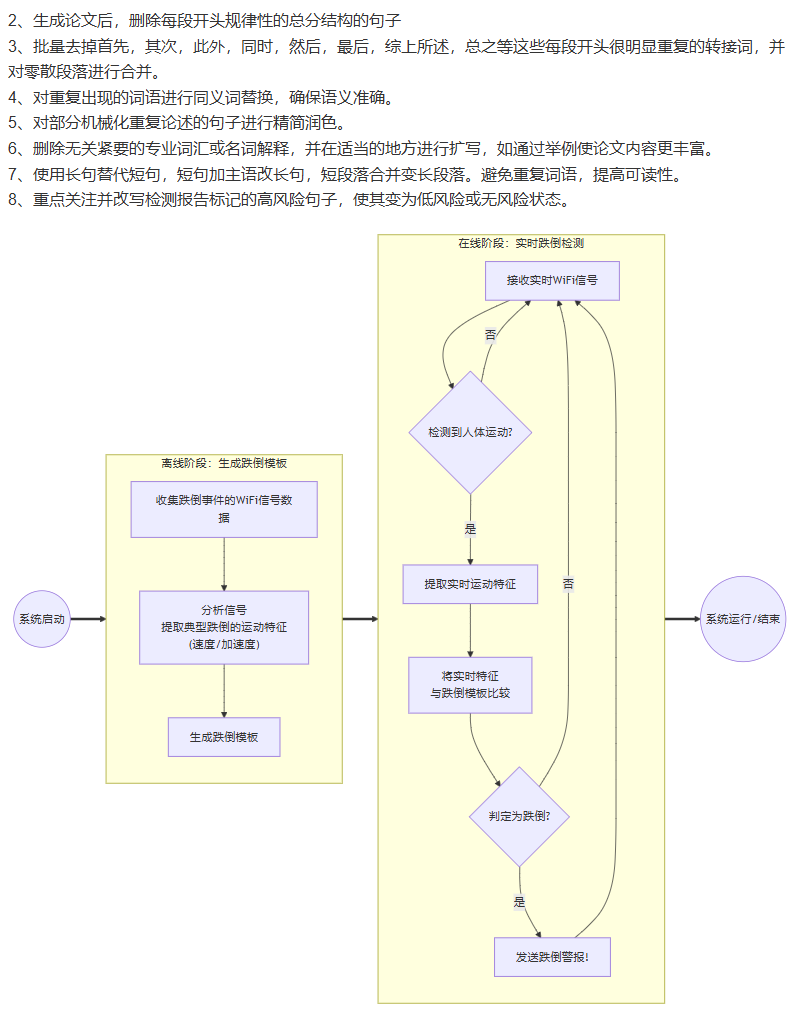 2、生成论文后，删除每段开头规律性的总分结构的句子
3、批量去掉首先，其次，此外，同时，然后，最后，综上所述，总之等这些每段开头很明显重复的转接词，并
对零散段落进行合并。
4、对重复出现的词语进行同义词替换，确保语义准确。
5、对部分机械化重复论述的句子进行精简润色。
6、删除无关紧要的专业词汇或名词解释，并在适当的地方进行扩写，如通过举例使论文内容更丰富。
7、使用长句替代短句，短句加主语改长句，短段落合并变长段落。避免重复词语，提高可读性。
8、重点关注并改写检测报告标记的高风险句子，使其变为低风险或无风险状态。
系统启动
离线阶段：生成跌倒模板
收集跌倒事件的WiFi信号数
据
分析信号
提取典型跌倒的运动特征
(速度/加速度)
生成跌倒模板
在线阶段：实时跌倒检测
接收实时WiFi信号
否
检测到人体运动?
是
提取实时运动特征
否
将实时特征
与跌倒模板比较
判定为跌倒?
是
发送跌倒警报!
系统运行/结束